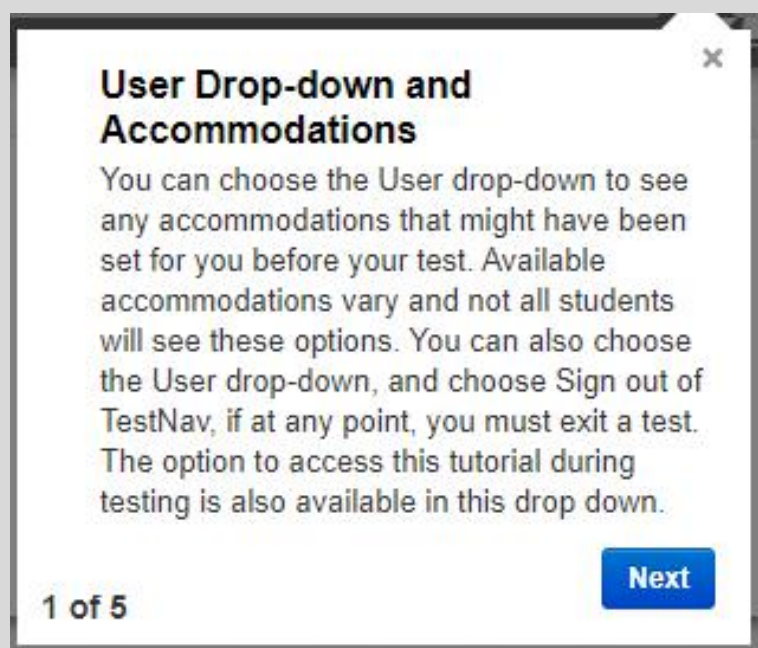 ×
User Drop-down and
Accommodations
You can choose the User drop-down to see
any accommodations that might have been
set for you before your test. Available
accommodations vary and not all students
will see these options. You can also choose
the User drop-down, and choose Sign out of
TestNav, if at any point, you must exit a test.
The option to access this tutorial during
testing is also available in this drop down.
Next
1 of 5